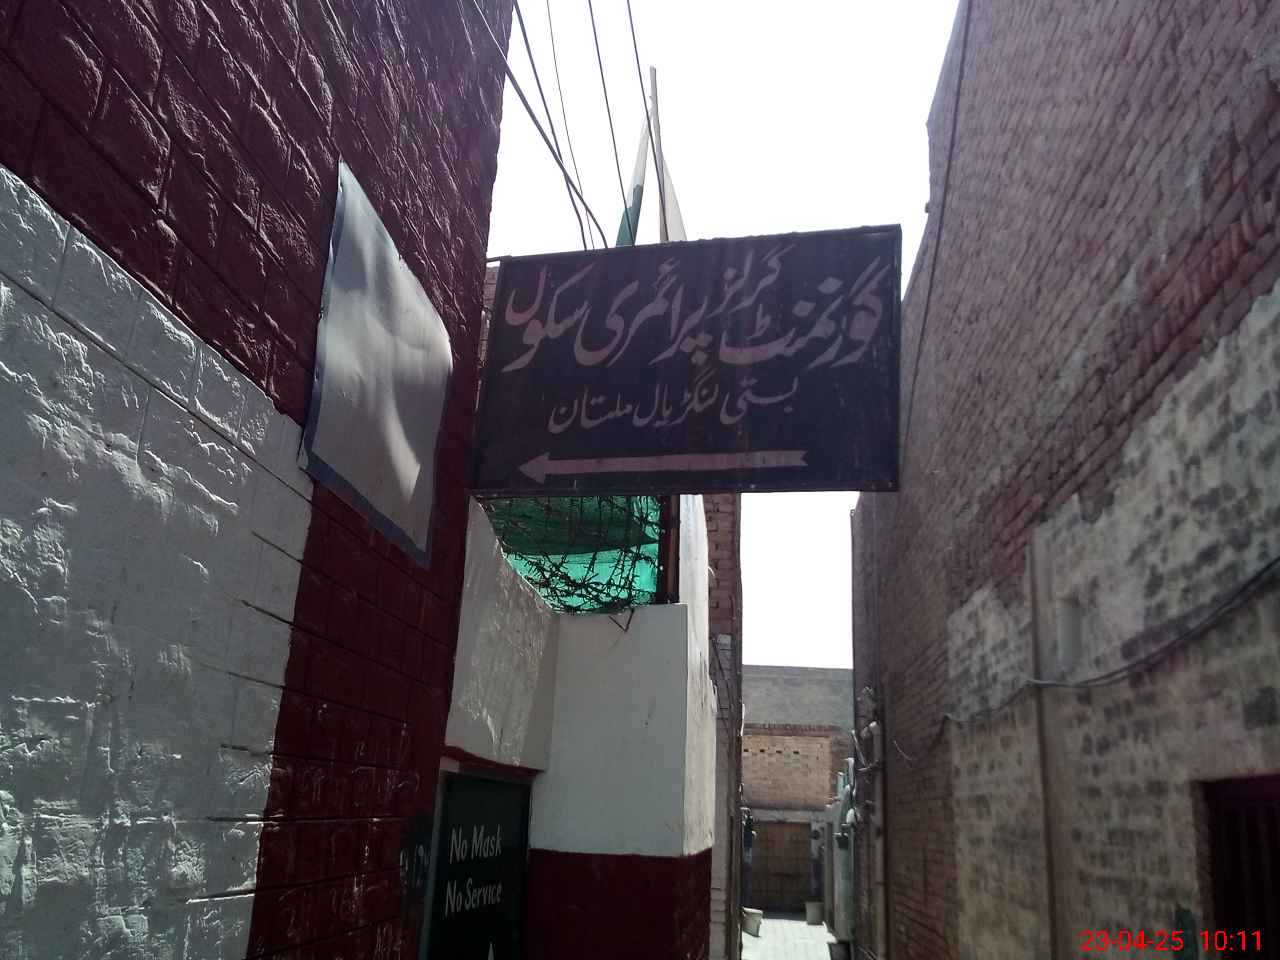 گورنمنٹ گرلز پرائمری سکول
بستی لنگڑیال ملتان
No Mask
No Service
23-04-25 10:11